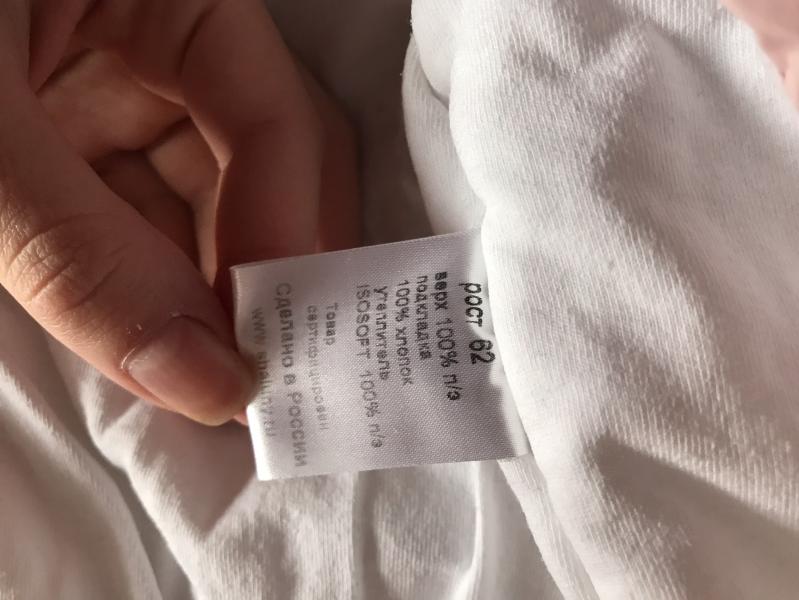 рост 62
верх 100% п/э
подкладка
100% хлопок
утеплитель
ISOSOFT 100% п/э
Товар
сертифицирован
Сделано в России